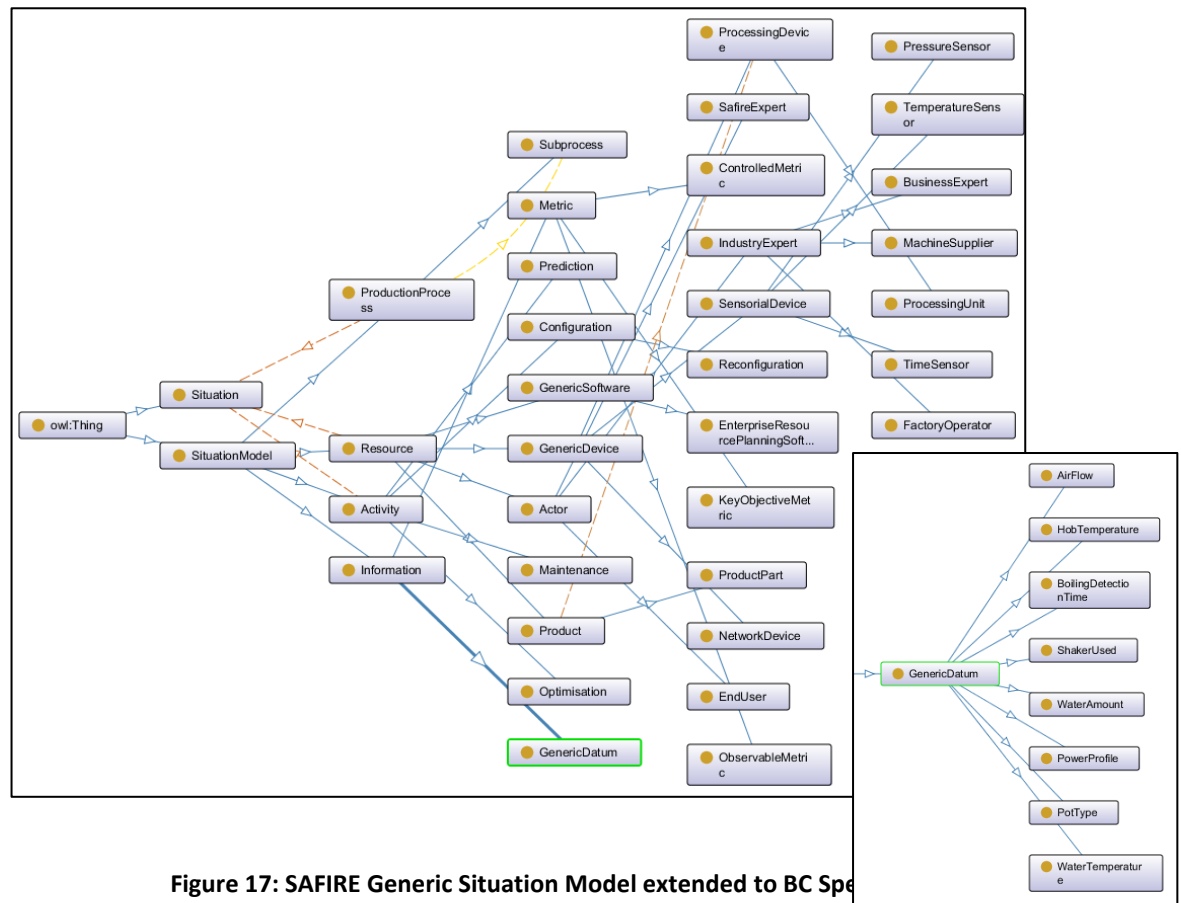 owl:Thing
Situation
SituationModel
ProductionProce
ss
Resource
Activity
Information
Subprocess
Metric
Prediction
Configuration
GenericSoftware
GenericDevice
Actor
Maintenance
Product
Optimisation
GenericDatum
ProcessingDevic
e
SafireExpert
ControlledMetri
c
IndustryExpert
SensorialDevice
Reconfiguration
EnterpriseResou
rcePlanningSoft...
KeyObjectiveMet
ric
ProductPart
NetworkDevice
EndUser
ObservableMetri
c
PressureSensor
TemperatureSens
or
BusinessExpert
MachineSupplier
ProcessingUnit
TimeSensor
FactoryOperator
GenericDatum
AirFlow
HobTemperature
BoilingDetectio
nTime
ShakerUsed
WaterAmount
PowerProfile
PotType
WaterTemperatur
e
Figure 17: SAFIRE Generic Situation Model extended to BC Spe